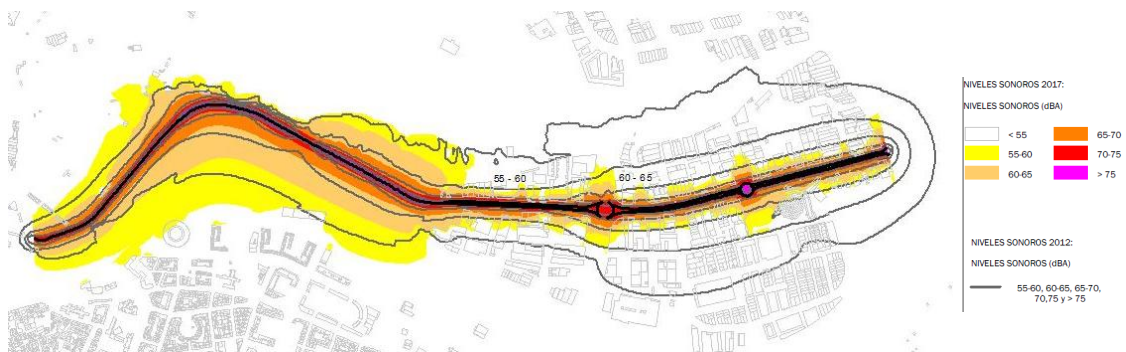 55 - 60
60 - 65
NIVELES SONOROS 2017:
NIVELES SONOROS (dBA)
< 55
65-70
55-60
70-75
60-65
> 75
NIVELES SONOROS 2012:
NIVELES SONOROS (dBA)
55-60, 60-65, 65-70,
70,75 y > 75